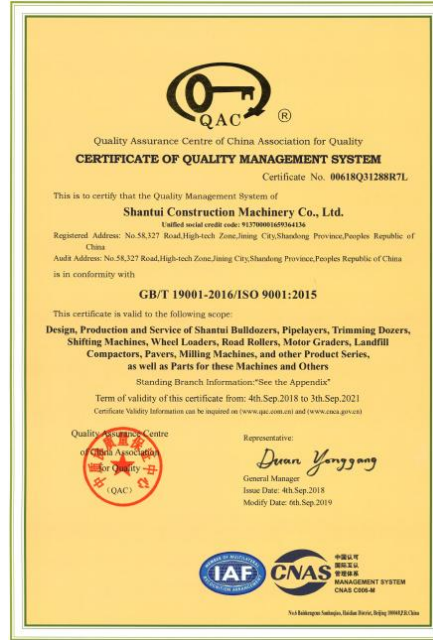 QAC
®
Quality Assurance Centre of China Association for Quality
CERTIFICATE OF QUALITY MANAGEMENT SYSTEM
Certificate No. 00618Q31288R7L
This is to certify that the Quality Management System of
Shantui Construction Machinery Co., Ltd.
Unified social credit code: 913700001659364136
Registered Address: No.58,327 Road,High-tech Zone,Jining City,Shandong Province,Peoples Republic of
China
Audit Address: No.58,327 Road,High-tech Zone,Jining City,Shandong Province,Peoples Republic of China
is in conformity with
GB/T 19001-2016/ISO 9001:2015
This certificate is valid to the following scope:
Design, Production and Service of Shantui Bulldozers, Pipelayers, Trimming Dozers,
Shifting Machines, Wheel Loaders, Road Rollers, Motor Graders, Landfill
Compactors, Pavers, Milling Machines, and other Product Series,
as well as Parts for these Machines and Others
Standing Branch Information:"See the Appendix"
Term of validity of this certificate from: 4th.Sep.2018 to 3th.Sep.2021
Certificate Validity Information can be inquired on (www.qac.com.cn) and (www.cnca.gov.cn)
Quality Assurance Centre
of China Association
for Quality
(QAC)
Representative:
Duan Yonggang
General Manager
Issue Date: 4th.Sep.2018
Modify Date: 6th.Sep.2019
IAF
CNAS
中国认可
国际互认
管理体系
MANAGEMENT SYSTEM
CNAS C006-M
Haidian District, Beijing